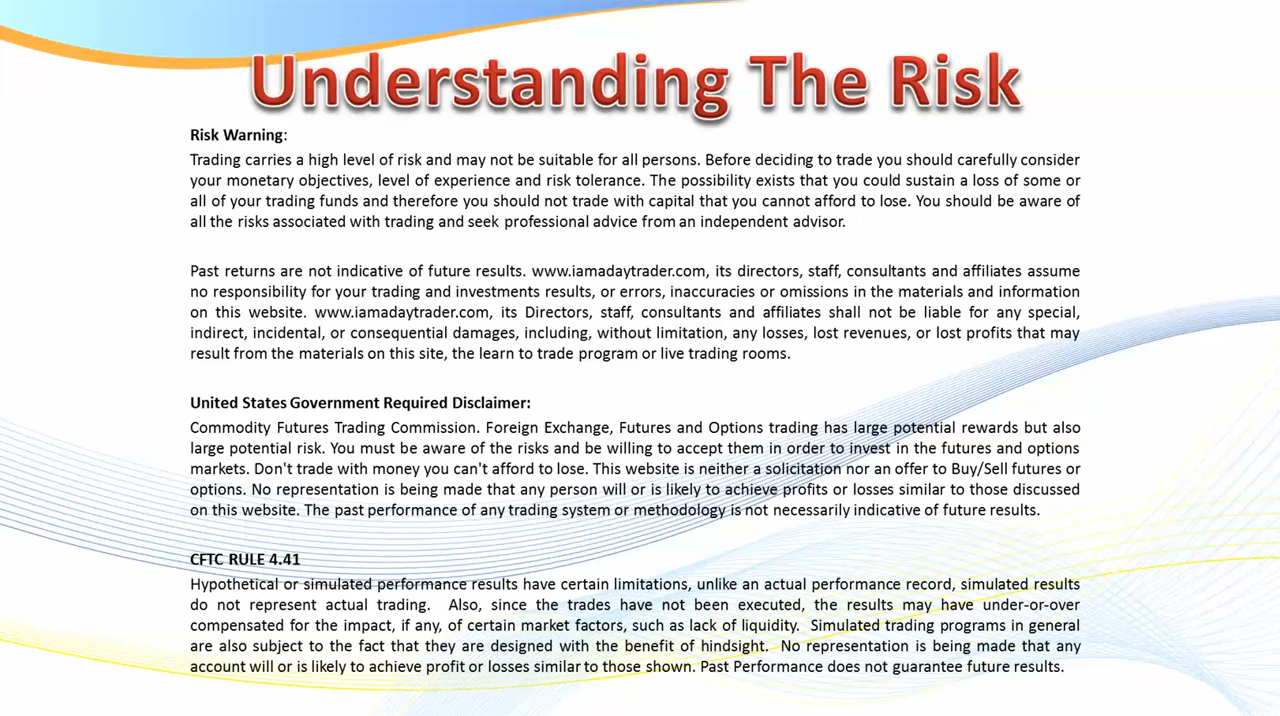 Understanding The Risk
Risk Warning:
Trading carries a high level of risk and may not be suitable for all persons. Before deciding to trade you should carefully consider
your monetary objectives, level of experience and risk tolerance. The possibility exists that you could sustain a loss of some or
all of your trading funds and therefore you should not trade with capital that you cannot afford to lose. You should be aware of
all the risks associated with trading and seek professional advice from an independent advisor.
Past returns are not indicative of future results. www.iamadaytrader.com, its directors, staff, consultants and affiliates assume
no responsibility for your trading and investments results, or errors, inaccuracies or omissions in the materials and information
on this website. www.iamadaytrader.com, its Directors, staff, consultants and affiliates shall not be liable for any special,
indirect, incidental, or consequential damages, including, without limitation, any losses, lost revenues, or lost profits that may
result from the materials on this site, the learn to trade program or live trading rooms.
United States Government Required Disclaimer:
Commodity Futures Trading Commission. Foreign Exchange, Futures and Options trading has large potential rewards but also
large potential risk. You must be aware of the risks and be willing to accept them in order to invest in the futures and options
markets. Don't trade with money you can't afford to lose. This website is neither a solicitation nor an offer to Buy/Sell futures or
options. No representation is being made that any person will or is likely to achieve profits or losses similar to those discussed
on this website. The past performance of any trading system or methodology is not necessarily indicative of future results.
CFTC RULE 4.41
Hypothetical or simulated performance results have certain limitations, unlike an actual performance record, simulated results
do not represent actual trading. Also, since the trades have not been executed, the results may have under-or-over
compensated for the impact, if any, of certain market factors, such as lack of liquidity. Simulated trading programs in general
are also subject to the fact that they are designed with the benefit of hindsight. No representation is being made that any
account will or is likely to achieve profit or losses similar to those shown. Past Performance does not guarantee future results.